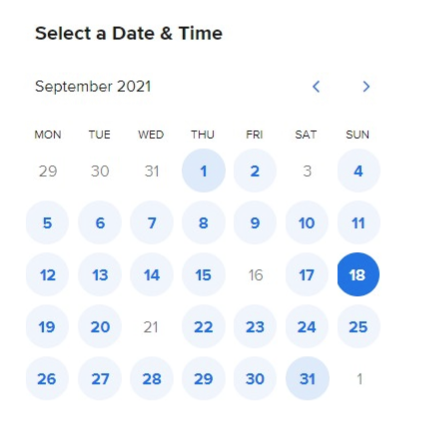 Select a Date & Time
September 2021
MON TUE WED THU FRI SAT SUN
29 30 31 1 2 3 4
5 6 7 8 9 10 11
12 13 14 15 16 17 18
19 20 21 22 23 24 25
26 27 28 29 30 31 1